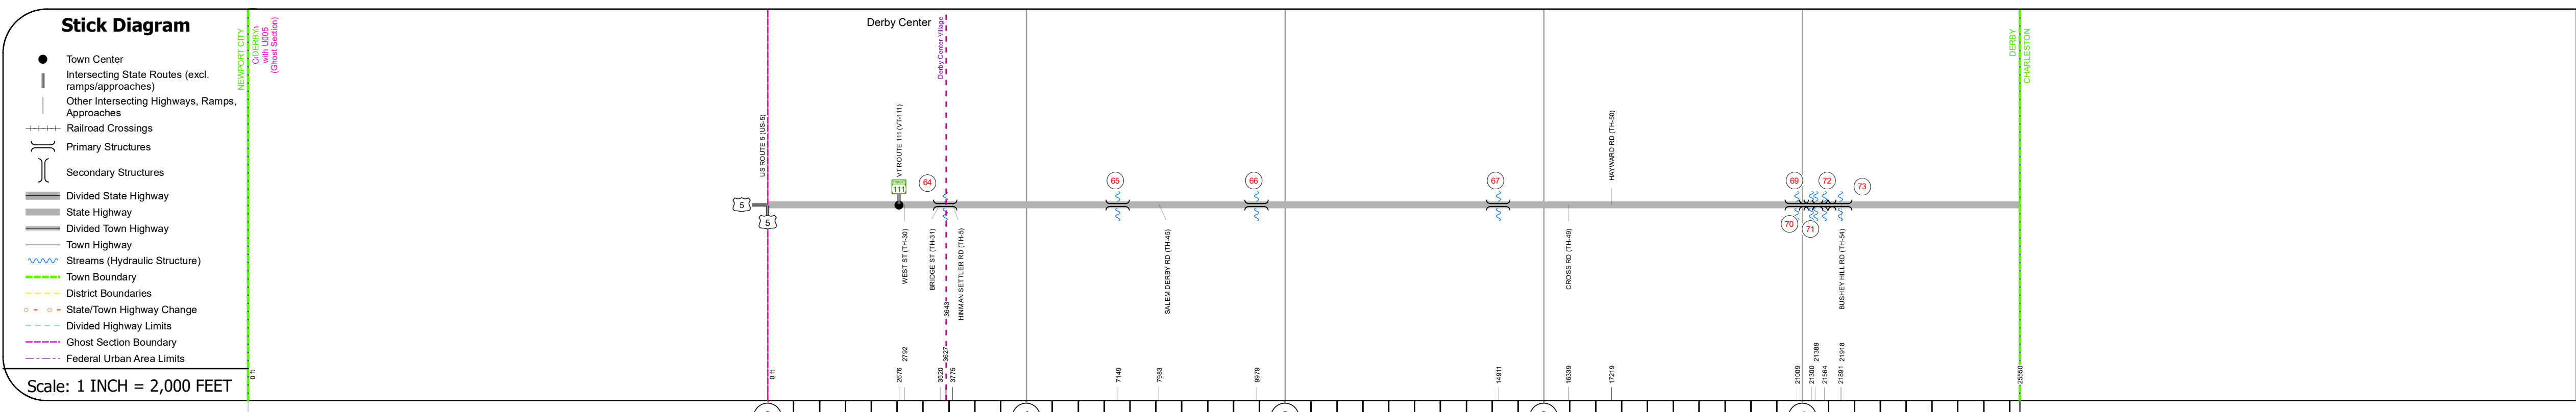 Stick Diagram
Town Center
Intersecting State Routes (excl.
ramps/approaches)
Other Intersecting Highways, Ramps,
Approaches
Railroad Crossings
Primary Structures
Secondary Structures
Divided State Highway
State Highway
Divided Town Highway
Town Highway
Streams (Hydraulic Structure)
Town Boundary
District Boundaries
State/Town Highway Change
Divided Highway Limits
Ghost Section Boundary
Federal Urban Area Limits
Scale: 1 INCH = 2,000 FEET
NEWPORT CITY
DERBY
with U005
(Ghost Section)
0 ft
US ROUTE 5 (US-5)
5
5
0 ft
Derby Center
VT ROUTE 111 (VT-111)
111
Derby Center Village
64
WEST ST (TH-30)
BRIDGE ST (TH-31)
3643
HINMAN SETTLER RD (TH-5)
2676
2792
3520
3627
3775
65
SALEM DERBY RD (TH-45)
7149
7983
66
9979
67
14911
CROSS RD (TH-49)
16339
HAYWARD RD (TH-50)
17219
69
70
71
72
73
BUSHEY HILL RD (TH-54)
21009
21300
21389
21564
21891
21918
DERBY
CHARLESTON
25550